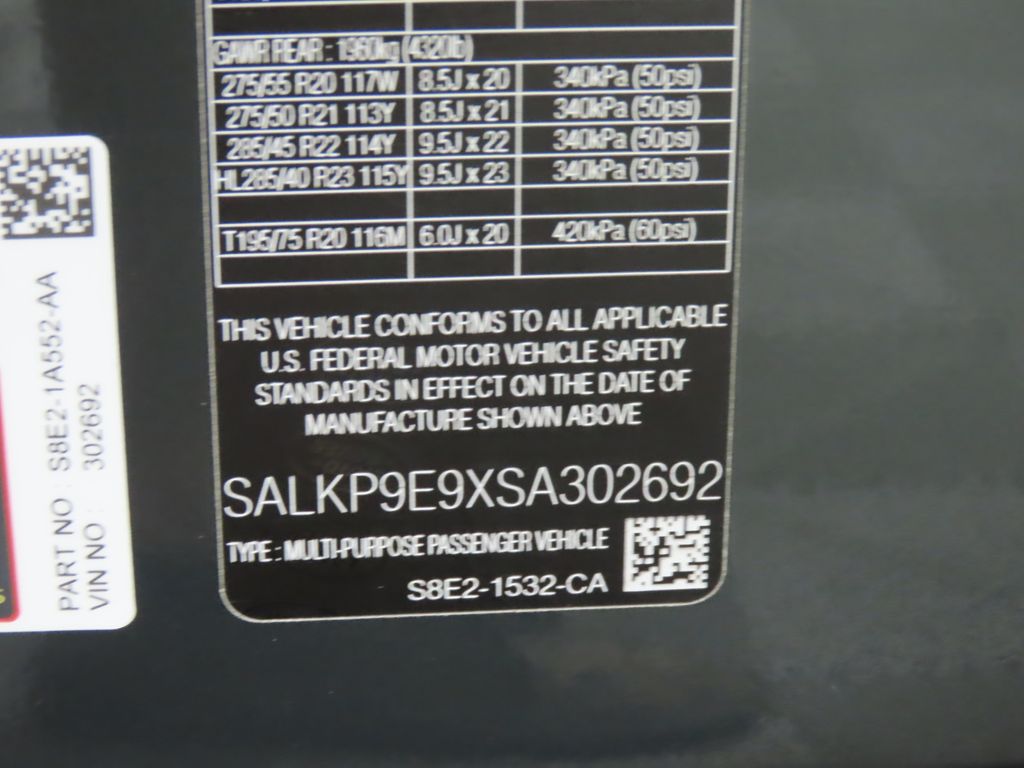 GAWR REAR : 1960kg (4320lb)
275/55 R20 117W 8.5J x 20 340kPa (50psi)
275/50 R21 113Y 8.5J x 21 340kPa (50psi)
285/45 R22 114Y 9.5J x 22 340kPa (50psi)
HL285/40 R23 115Y 9.5J x 23 340kPa (50psi)
T195/75 R20 116M 6.0J x 20 420kPa (60psi)
THIS VEHICLE CONFORMS TO ALL APPLICABLE
U.S. FEDERAL MOTOR VEHICLE SAFETY
STANDARDS IN EFFECT ON THE DATE OF
MANUFACTURE SHOWN ABOVE
SALKP9E9XSA302692
TYPE : MULTI-PURPOSE PASSENGER VEHICLE
S8E2-1532-CA
PART NO : S8E2-1A552-AA
VIN NO : 302692